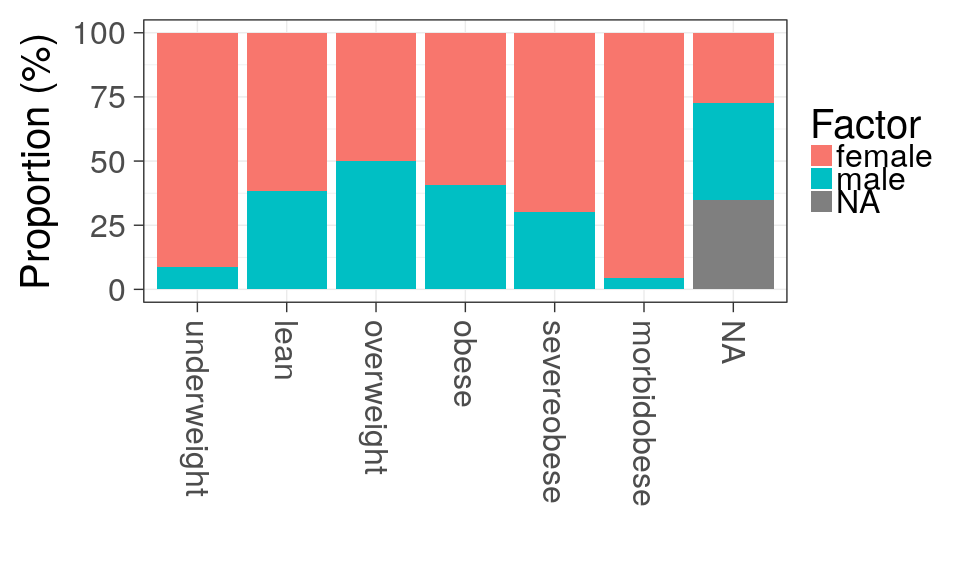 Proportion (%)
100
75
50
25
0
underweight
lean
overweight
obese
severeobese
morbidobese
NA
Factor
female
male
NA